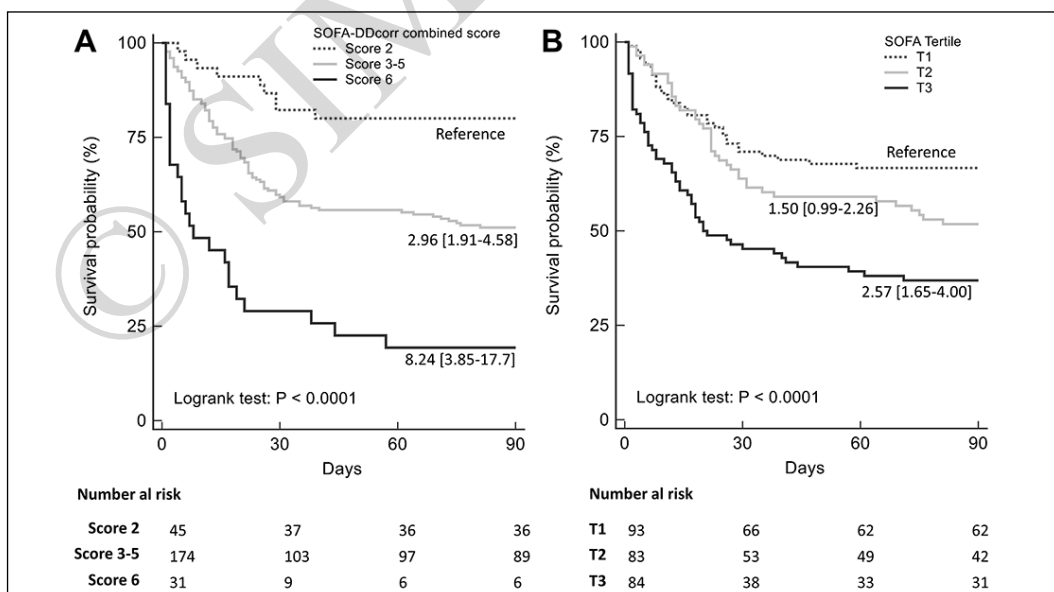 © SIM
A
SOFA-DDcorr combined score
Score 2
Score 3-5
Score 6
100
75
50
25
0
Survival probability (%)
Reference
2.96 [1.91-4.58]
8.24 [3.85-17.7]
Logrank test: P < 0.0001
0 30 60 90
Days
Number al risk
Score 2 45 37 36 36
Score 3-5 174 103 97 89
Score 6 31 9 6 6
B
SOFA Tertile
T1
T2
T3
100
75
50
25
0
Survival probability (%)
Reference
1.50 [0.99-2.26]
2.57 [1.65-4.00]
Logrank test: P < 0.0001
0 30 60 90
Days
Number al risk
T1 93 66 62 62
T2 83 53 49 42
T3 84 38 33 31